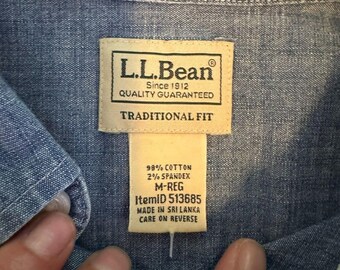 L.L.Bean®
Since 1912
QUALITY GUARANTEED
TRADITIONAL FIT
98% COTTON
2% SPANDEX
M-REG
ItemID 513685
MADE IN SRI LANKA
CARE ON REVERSE